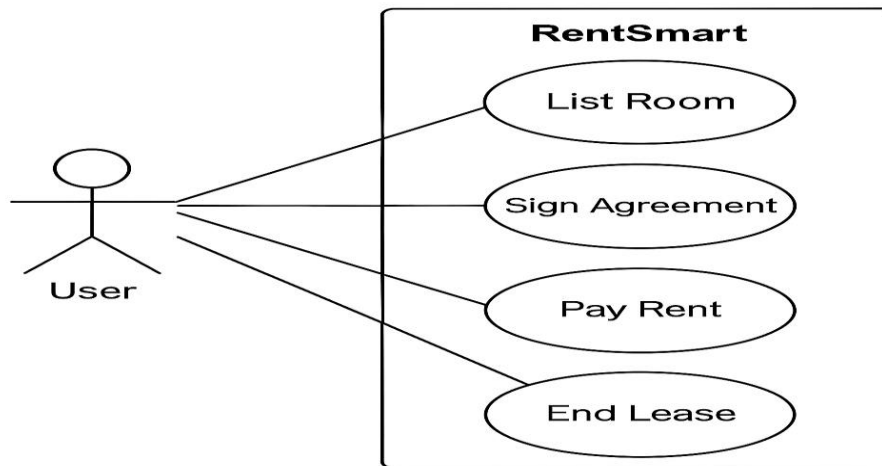 RentSmart
List Room
Sign Agreement
Pay Rent
User
End Lease